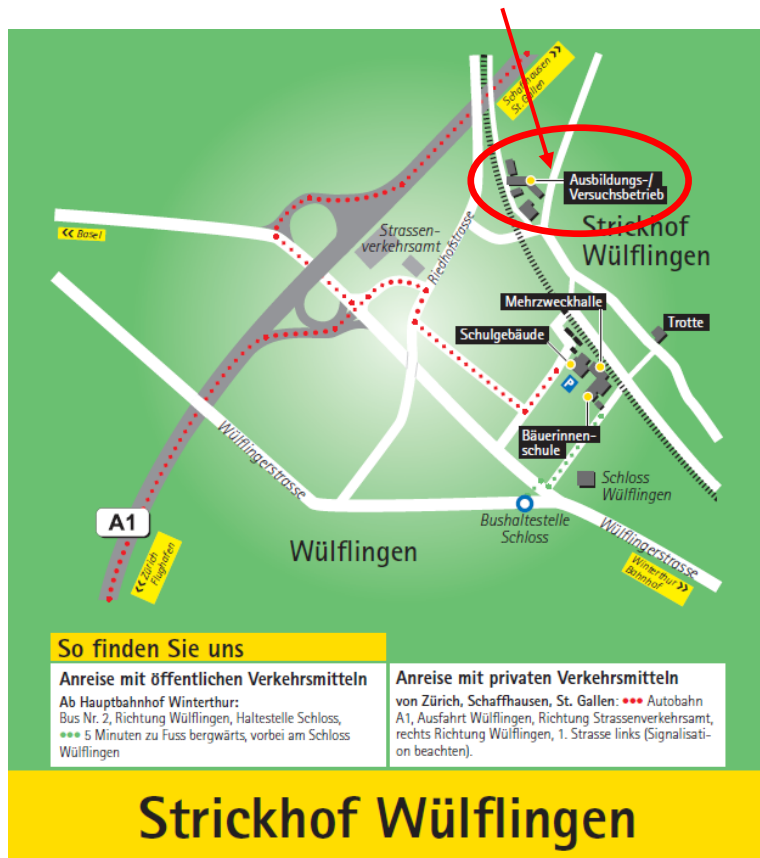 Schaffhausen >>
St. Gallen
Ausbildungs-/
Versuchsbetrieb
<< Basel
Strassen-
verkehrsamt
Riedhofstrasse
Strickhof
Wülflingen
Mehrzweckhalle
Trotte
Schulgebäude
P
Wülflingerstrasse
Bäuerinnen-
schule
Schloss
Wülflingen
A1
Bushaltestelle
Schloss
Wülflingerstrasse
Wülflingen
<< Zürich
Flughafen
Winterthur >>
Bahnhof
So finden Sie uns
Anreise mit öffentlichen Verkehrsmitteln
Ab Hauptbahnhof Winterthur:
Bus Nr. 2, Richtung Wülflingen, Haltestelle Schloss,
●●● 5 Minuten zu Fuss bergwärts, vorbei am Schloss
Wülflingen
Anreise mit privaten Verkehrsmitteln
von Zürich, Schaffhausen, St. Gallen: ●●● Autobahn
A1, Ausfahrt Wülflingen, Richtung Strassenverkehrsamt,
rechts Richtung Wülflingen, 1. Strasse links (Signalisati-
on beachten).
Strickhof Wülflingen